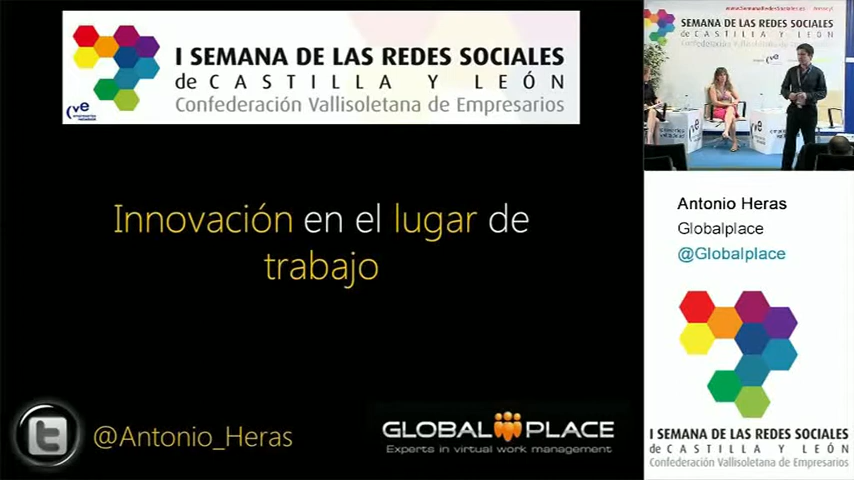 I SEMANA DE LAS REDES SOCIALES
de CASTILLA Y LEÓN
Confederación Vallisoletana de Empresarios
cve
Innovación en el lugar de
trabajo
@Antonio_Heras
GLOBAL PLACE
Experts in virtual work management
SEMANA DE LAS REDES SOCIALES
DE CASTILLA Y LEÓN
Confederación Vallisoletana de Empresarios
cve
Antonio Heras
Globalplace
@Globalplace
I SEMANA DE LAS REDES SOCIALES
de CASTILLA Y LEÓN
Confederación Vallisoletana de Empresarios